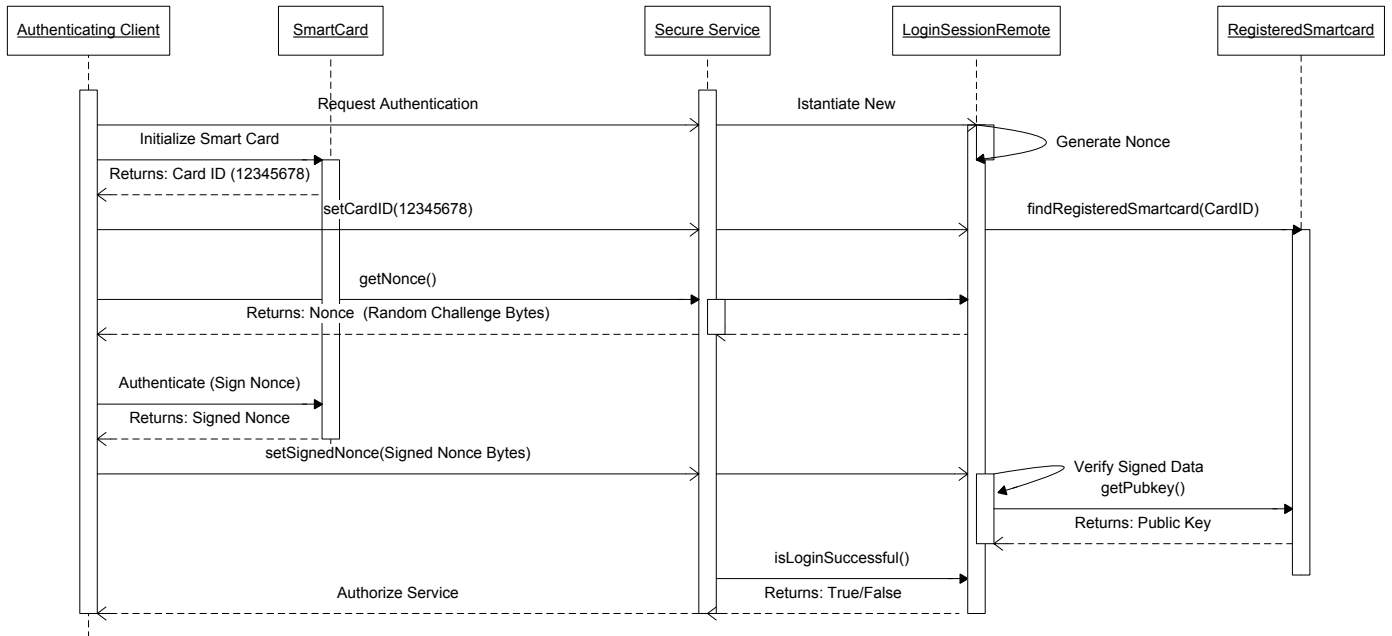 Authenticating Client
SmartCard
Secure Service
LoginSessionRemote
RegisteredSmartcard
Request Authentication
Istantiate New
Initialize Smart Card
Generate Nonce
Returns: Card ID (12345678)
setCardID(12345678)
findRegisteredSmartcard(CardID)
getNonce()
Returns: Nonce  (Random Challenge Bytes)
Authenticate (Sign Nonce)
Returns: Signed Nonce
setSignedNonce(Signed Nonce Bytes)
Verify Signed Data
getPubkey()
Returns: Public Key
isLoginSuccessful()
Authorize Service
Returns: True/False